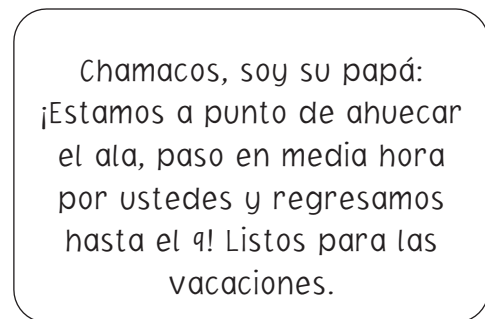 Chamacos, soy su papá:
¡Estamos a punto de ahuecar
el ala, paso en media hora
por ustedes y regresamos
hasta el 9! Listos para las
vacaciones.